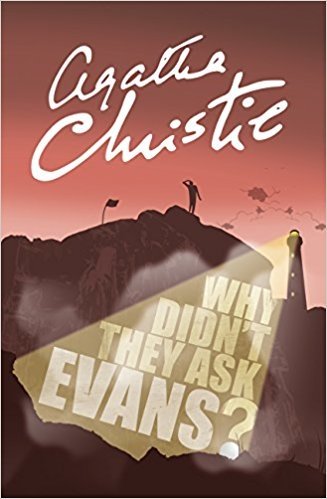 Agatha
Christie
WHY
DIDN'T
THEY ASK
EVANS?